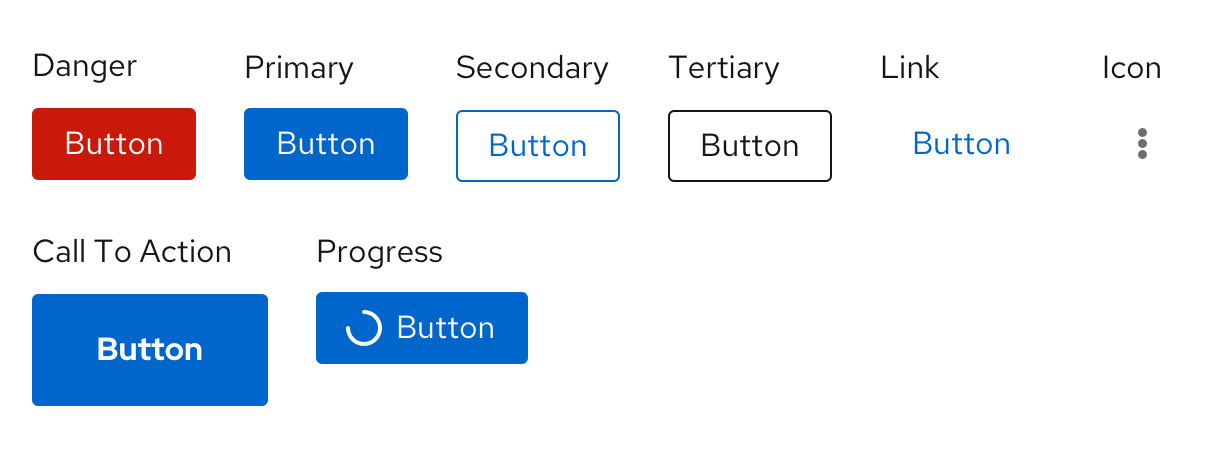 Danger Primary Secondary Tertiary Link Icon
Button Button Button Button Button
Call To Action Progress
Button Button